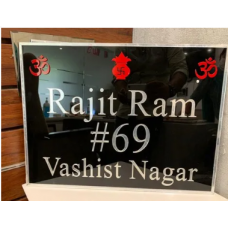 ॐ ॐ
Rajit Ram
#69
Vashist Nagar